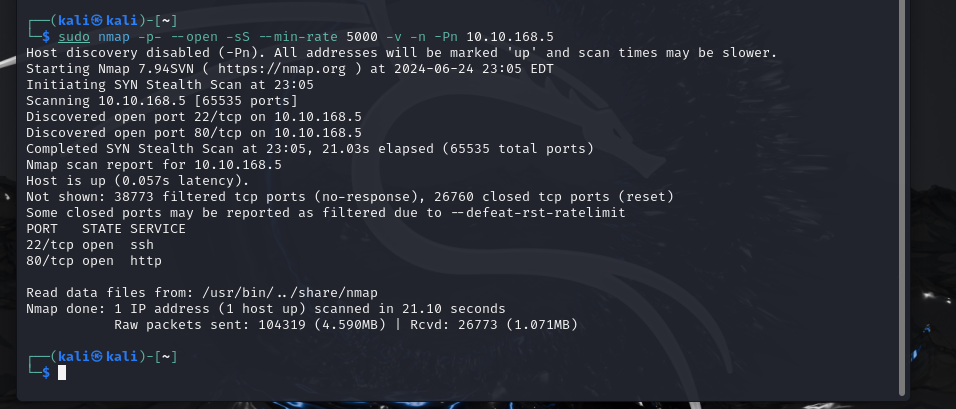 ┌──(kali㉿kali)-[~]
└─$ sudo nmap -p- --open -sS --min-rate 5000 -v -n -Pn 10.10.168.5
Host discovery disabled (-Pn). All addresses will be marked 'up' and scan times may be slower.
Starting Nmap 7.94SVN ( https://nmap.org ) at 2024-06-24 23:05 EDT
Initiating SYN Stealth Scan at 23:05
Scanning 10.10.168.5 [65535 ports]
Discovered open port 22/tcp on 10.10.168.5
Discovered open port 80/tcp on 10.10.168.5
Completed SYN Stealth Scan at 23:05, 21.03s elapsed (65535 total ports)
Nmap scan report for 10.10.168.5
Host is up (0.057s latency).
Not shown: 38773 filtered tcp ports (no-response), 26760 closed tcp ports (reset)
Some closed ports may be reported as filtered due to --defeat-rst-ratelimit
PORT   STATE SERVICE
22/tcp open  ssh
80/tcp open  http
Read data files from: /usr/bin/../share/nmap
Nmap done: 1 IP address (1 host up) scanned in 21.10 seconds
           Raw packets sent: 104319 (4.590MB) | Rcvd: 26773 (1.071MB)
┌──(kali㉿kali)-[~]
└─$